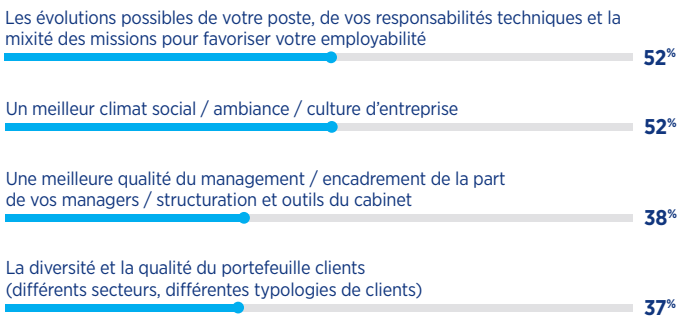 Les évolutions possibles de votre poste, de vos responsabilités techniques et la
mixité des missions pour favoriser votre employabilité
52%
Un meilleur climat social / ambiance / culture d’entreprise
52%
Une meilleure qualité du management / encadrement de la part
de vos managers / structuration et outils du cabinet
38%
La diversité et la qualité du portefeuille clients
(différents secteurs, différentes typologies de clients)
37%